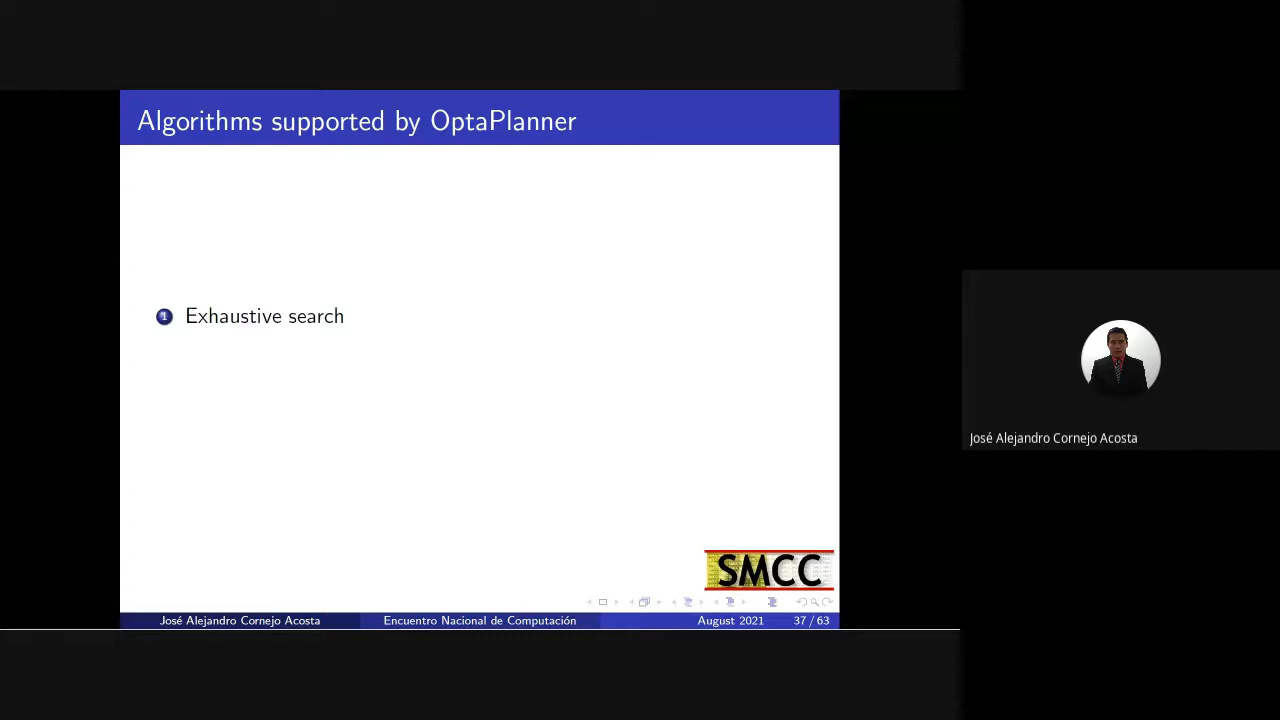 Algorithms supported by OptaPlanner
1 Exhaustive search
José Alejandro Cornejo Acosta
SMCC
José Alejandro Cornejo Acosta Encuentro Nacional de Computación August 2021 37 / 63